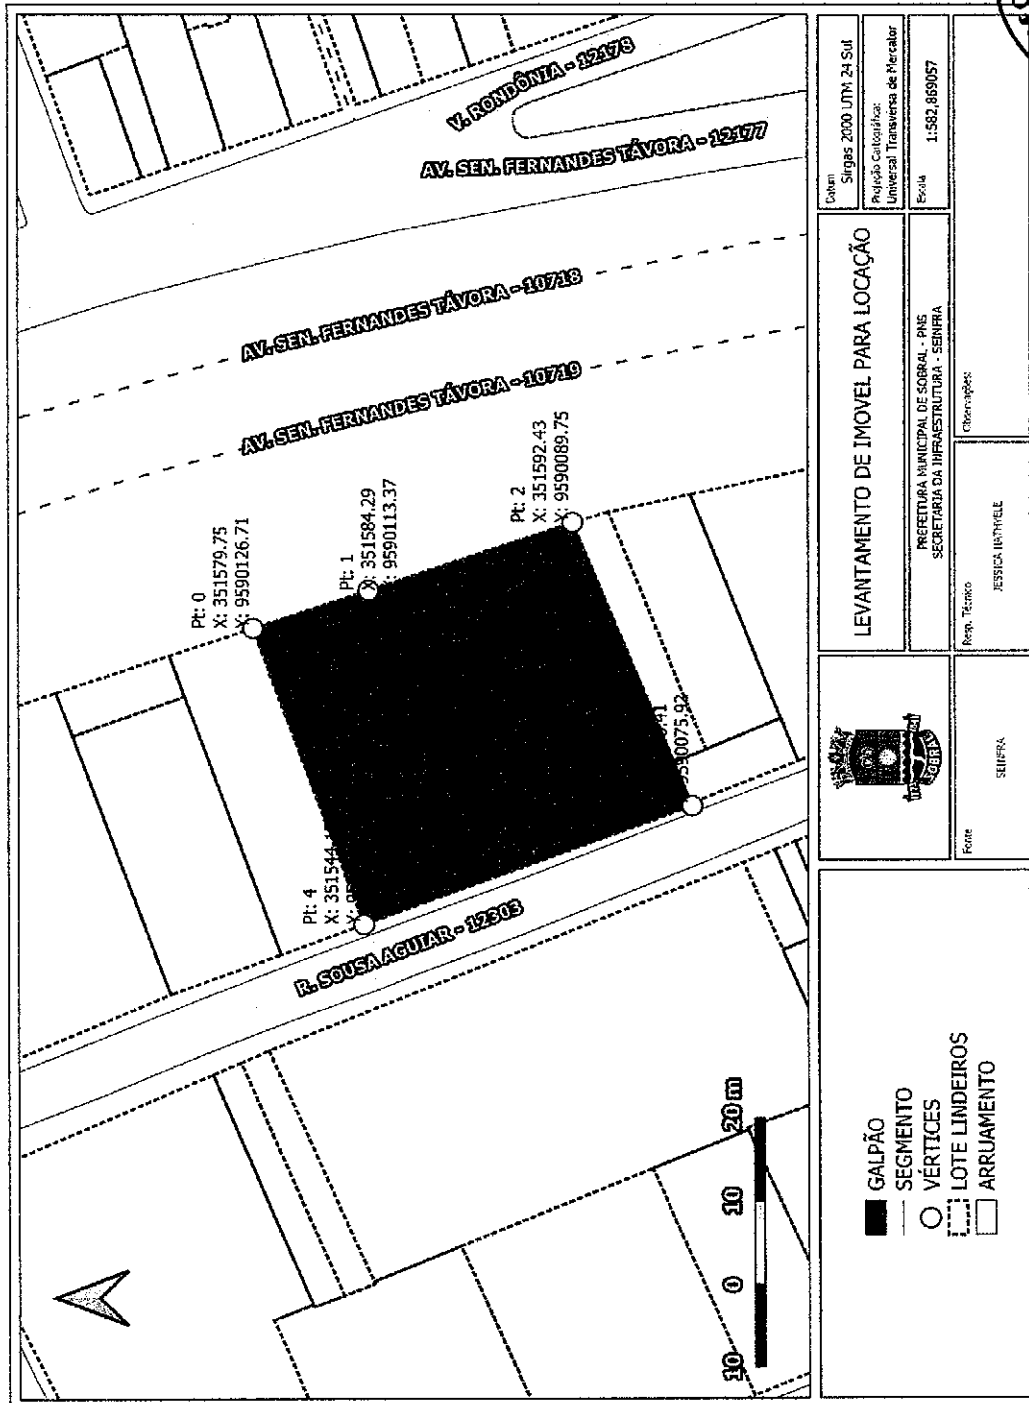 V. RONDÔNIA - 12178
AV. SEN. FERNANDES TÁVORA - 12177
AV. SEN. FERNANDES TÁVORA - 10718
AV. SEN. FERNANDES TÁVORA - 10719
Pt: 0
X: 351579.75
X: 9590126.71
Pt: 1
X: 351584.29
X: 9590113.37
Pt: 2
X: 351592.43
X: 9590089.75
9590075.92
Pt: 4
X: 351544
R. SOUSA AGUIAR - 12303
10 0 10 20 m
GALPÃO
SEGMENTO
VÉRTICES
LOTE LINDEIROS
ARRUAMENTO
SOBRAL
LEVANTAMENTO DE IMOVEL PARA LOCAÇÃO
PREFEITURA MUNICIPAL DE SOBRAL - PMS
SECRETARIA DA INFRAESTRUTURA - SEINFRA
Datum
Sirgas 2000 UTM 24 Sul
Projeção Cartográfica:
Universal Transversa de Mercator
Escala
1:582,869057
Fonte
SEINFRA
Resp. Técnico
JESSICA NATHYELE
Observações: